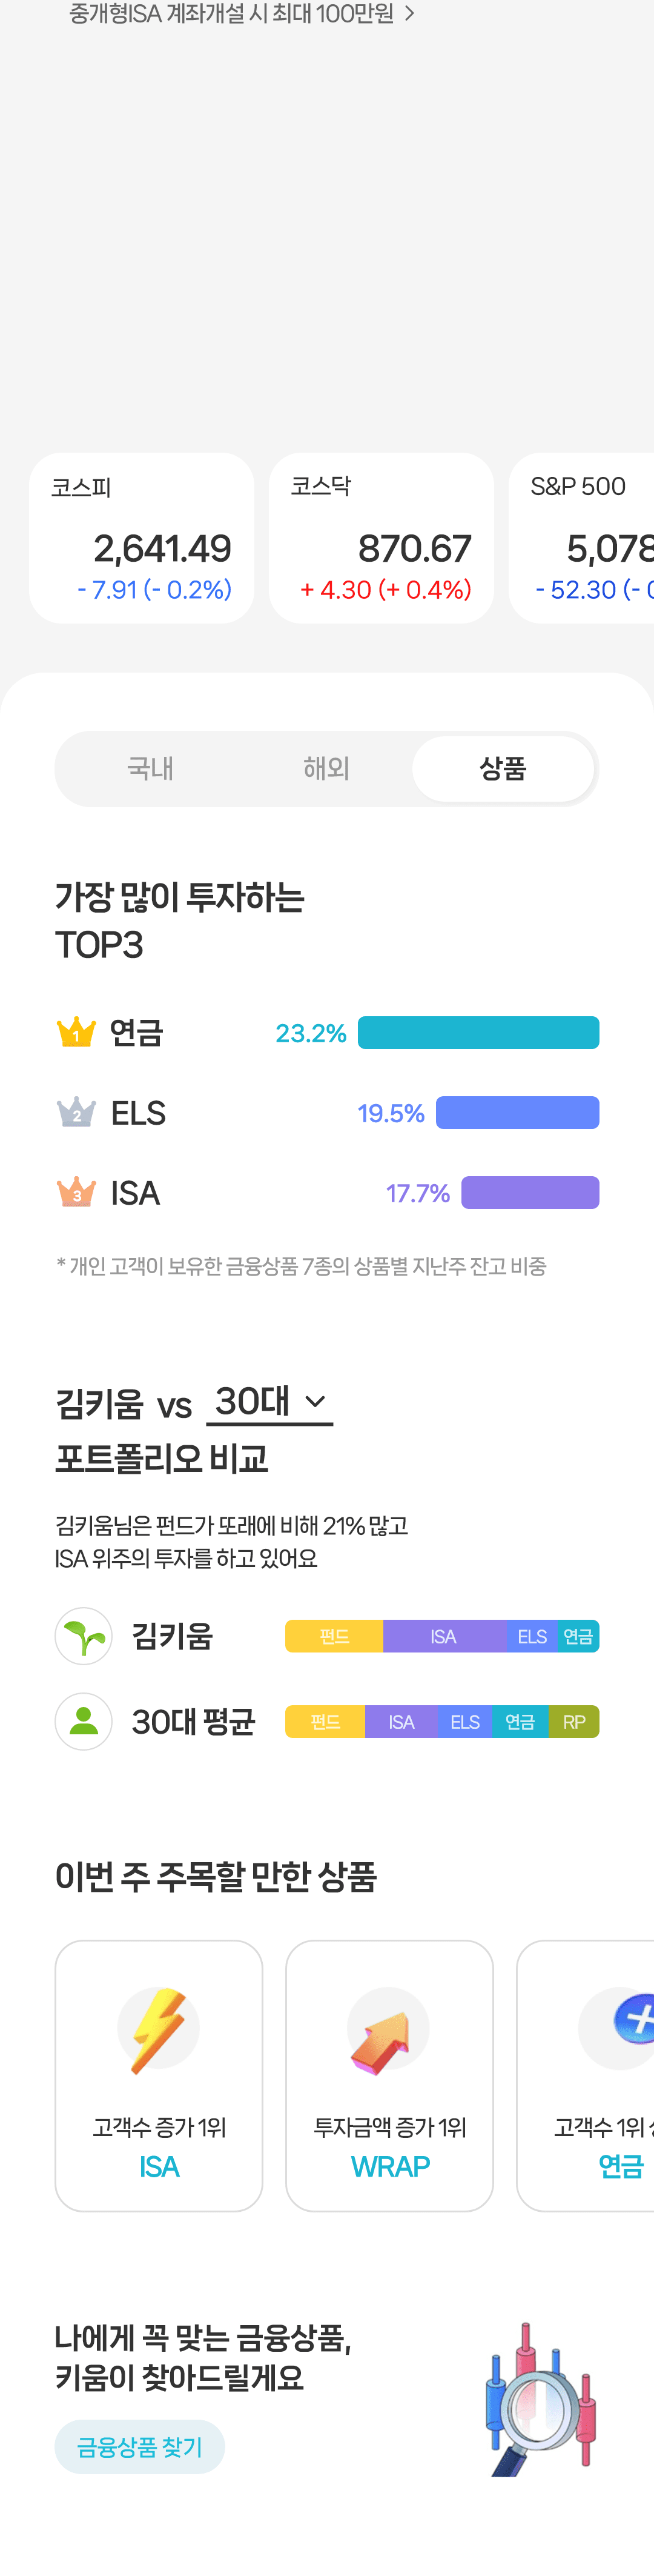 중개형ISA 계좌개설 시 최대 100만원 >
코스피
2,641.49
- 7.91 (- 0.2%)
코스닥
870.67
+ 4.30 (+ 0.4%)
S&P 500
5,078
- 52.30 (- 0
국내
해외
상품
가장 많이 투자하는
TOP3
1 연금 23.2%
2 ELS 19.5%
3 ISA 17.7%
* 개인 고객이 보유한 금융상품 7종의 상품별 지난주 잔고 비중
김키움 vs 30대
포트폴리오 비교
김키움님은 펀드가 또래에 비해 21% 많고
ISA 위주의 투자를 하고 있어요
김키움 펀드 ISA ELS 연금
30대 평균 펀드 ISA ELS 연금 RP
이번 주 주목할 만한 상품
고객수 증가 1위
ISA
투자금액 증가 1위
WRAP
고객수 1위
연금
나에게 꼭 맞는 금융상품,
키움이 찾아드릴게요
금융상품 찾기